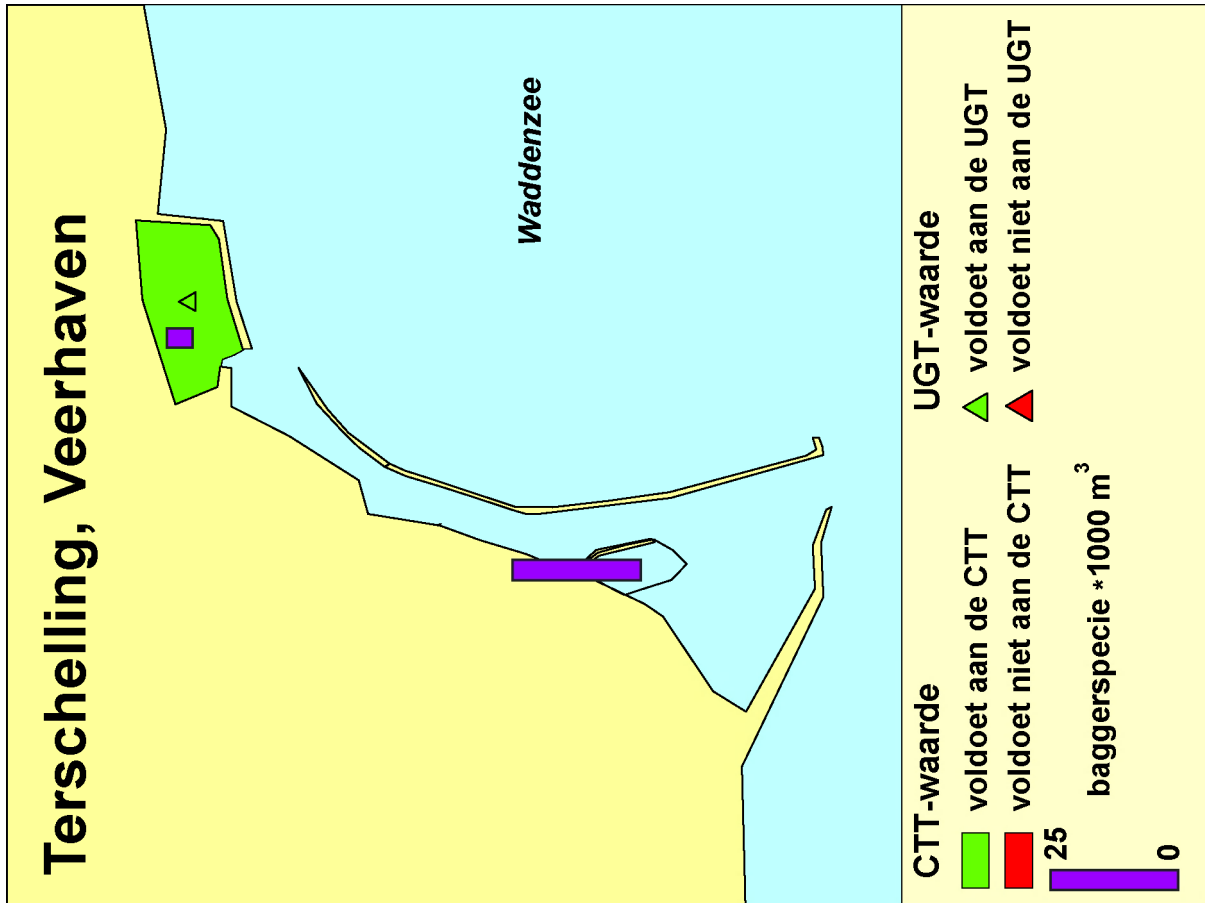 Terschelling, Veerhaven
Waddenzee
CTT-waarde
voldoet aan de CTT
voldoet niet aan de CTT
25
0
baggerspecie *1000 m³
UGT-waarde
voldoet aan de UGT
voldoet niet aan de UGT